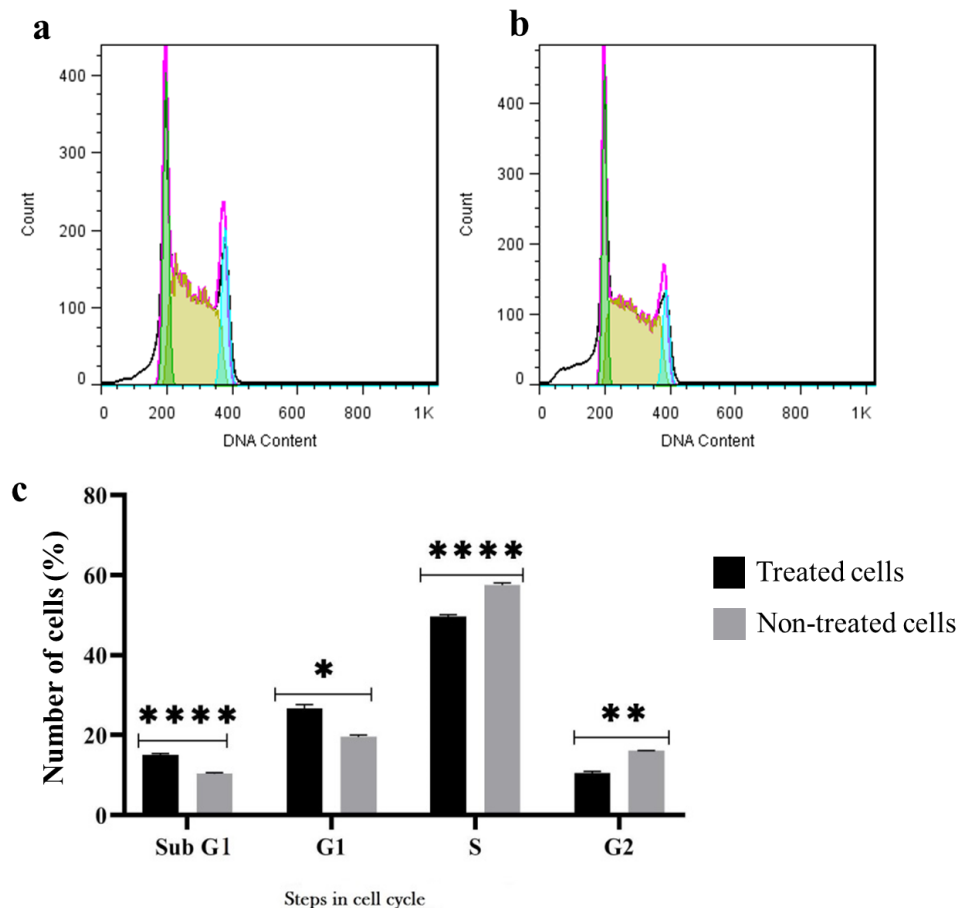 a
400
300
200
100
0
Count
0 200 400 600 800 1K
DNA Content
b
400
300
200
100
0
Count
0 200 400 600 800 1K
DNA Content
c
80
60
40
20
0
Number of cells (%)
****
*
****
**
Sub G1 G1 S G2
Steps in cell cycle
Treated cells
Non-treated cells